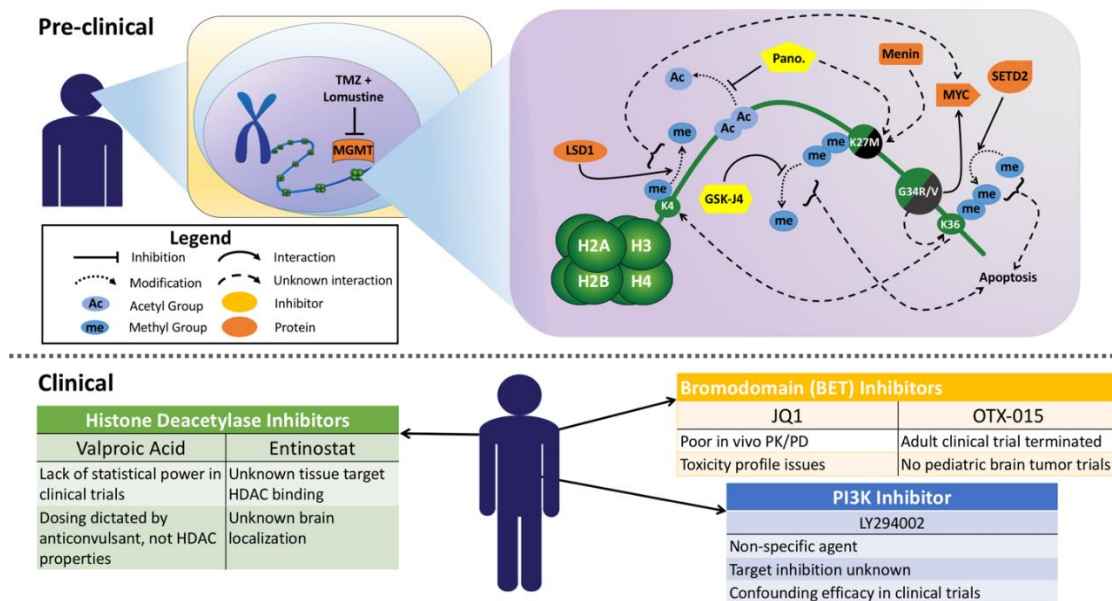 Pre-clinical
TMZ +
Lomustine
MGMT
Legend
Inhibition
Interaction
Modification
Unknown interaction
Ac
Acetyl Group
Inhibitor
me
Methyl Group
Protein
Pano.
Menin
Ac
SETD2
MYC
Ac
Ac
me
LSD1
me
me
K27M
me
GSK-J4
me
K4
me
G34R/V
me
me
me
K36
H2A
H3
H2B
H4
Apoptosis
Clinical
Histone Deacetylase Inhibitors
Valproic Acid
Entinostat
Lack of statistical power in
clinical trials
Unknown tissue target
HDAC binding
Dosing dictated by
anticonvulsant, not HDAC
properties
Unknown brain
localization
Bromodomain (BET) Inhibitors
JQ1
OTX-015
Poor in vivo PK/PD
Adult clinical trial terminated
Toxicity profile issues
No pediatric brain tumor trials
PI3K Inhibitor
LY294002
Non-specific agent
Target inhibition unknown
Confounding efficacy in clinical trials